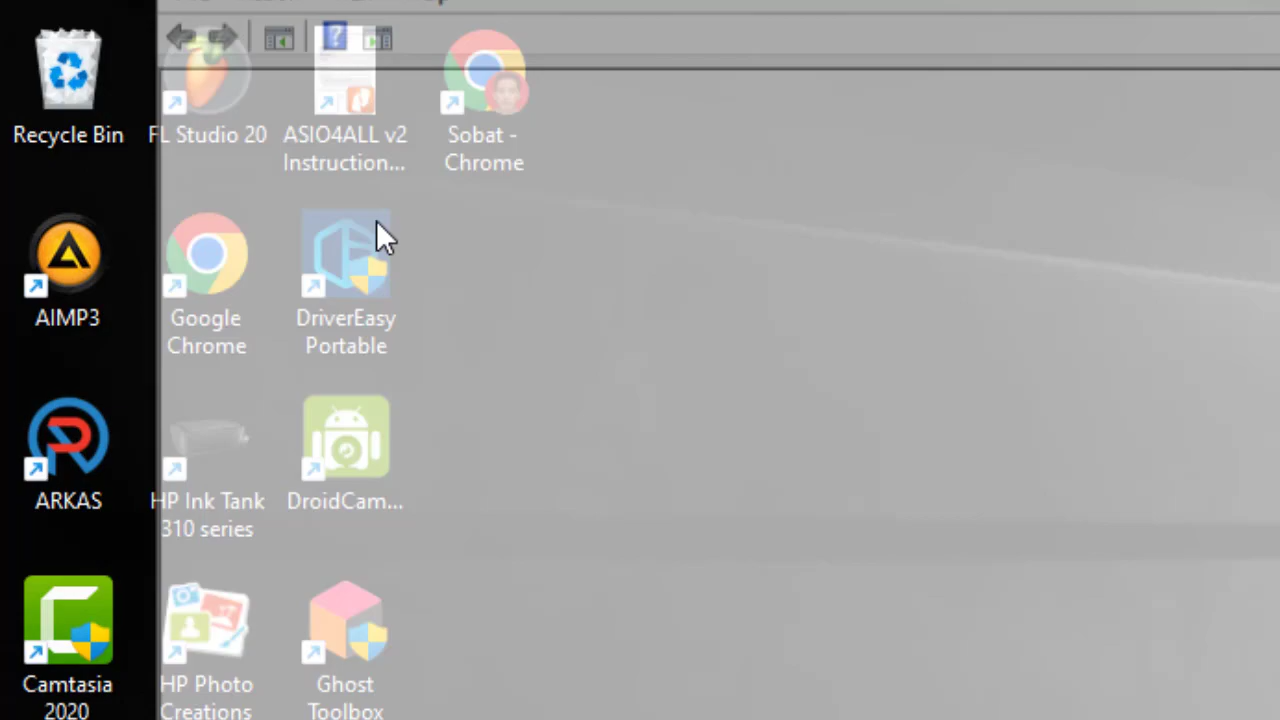 Recycle Bin
FL Studio 20
ASIO4ALL v2
Instruction...
Sobat -
Chrome
AIMP3
Google
Chrome
DriverEasy
Portable
ARKAS
HP Ink Tank
310 series
DroidCam...
Camtasia
2020
HP Photo
Creations
Ghost
Toolbox